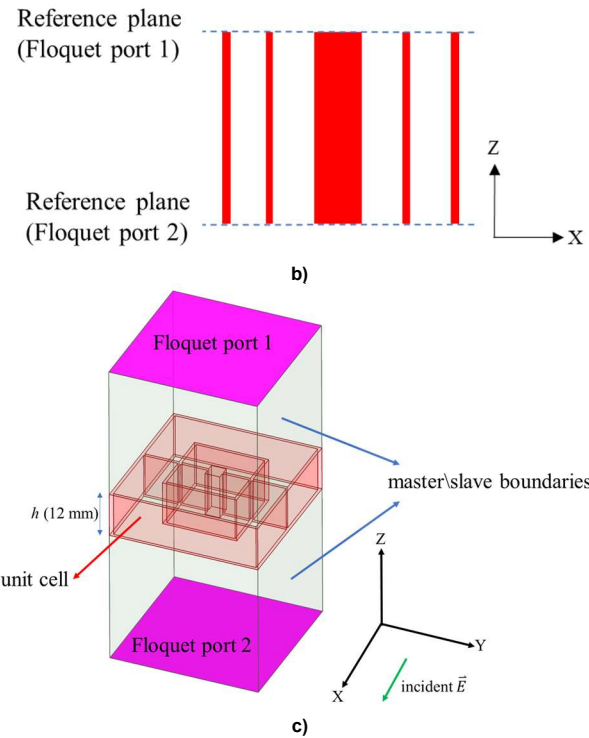 Reference plane
(Floquet port 1)
Z
Reference plane
(Floquet port 2)
X
b)
Floquet port 1
master\slave boundaries
h (12 mm)
Z
unit cell
Floquet port 2
Y
X
incident E⃗
c)